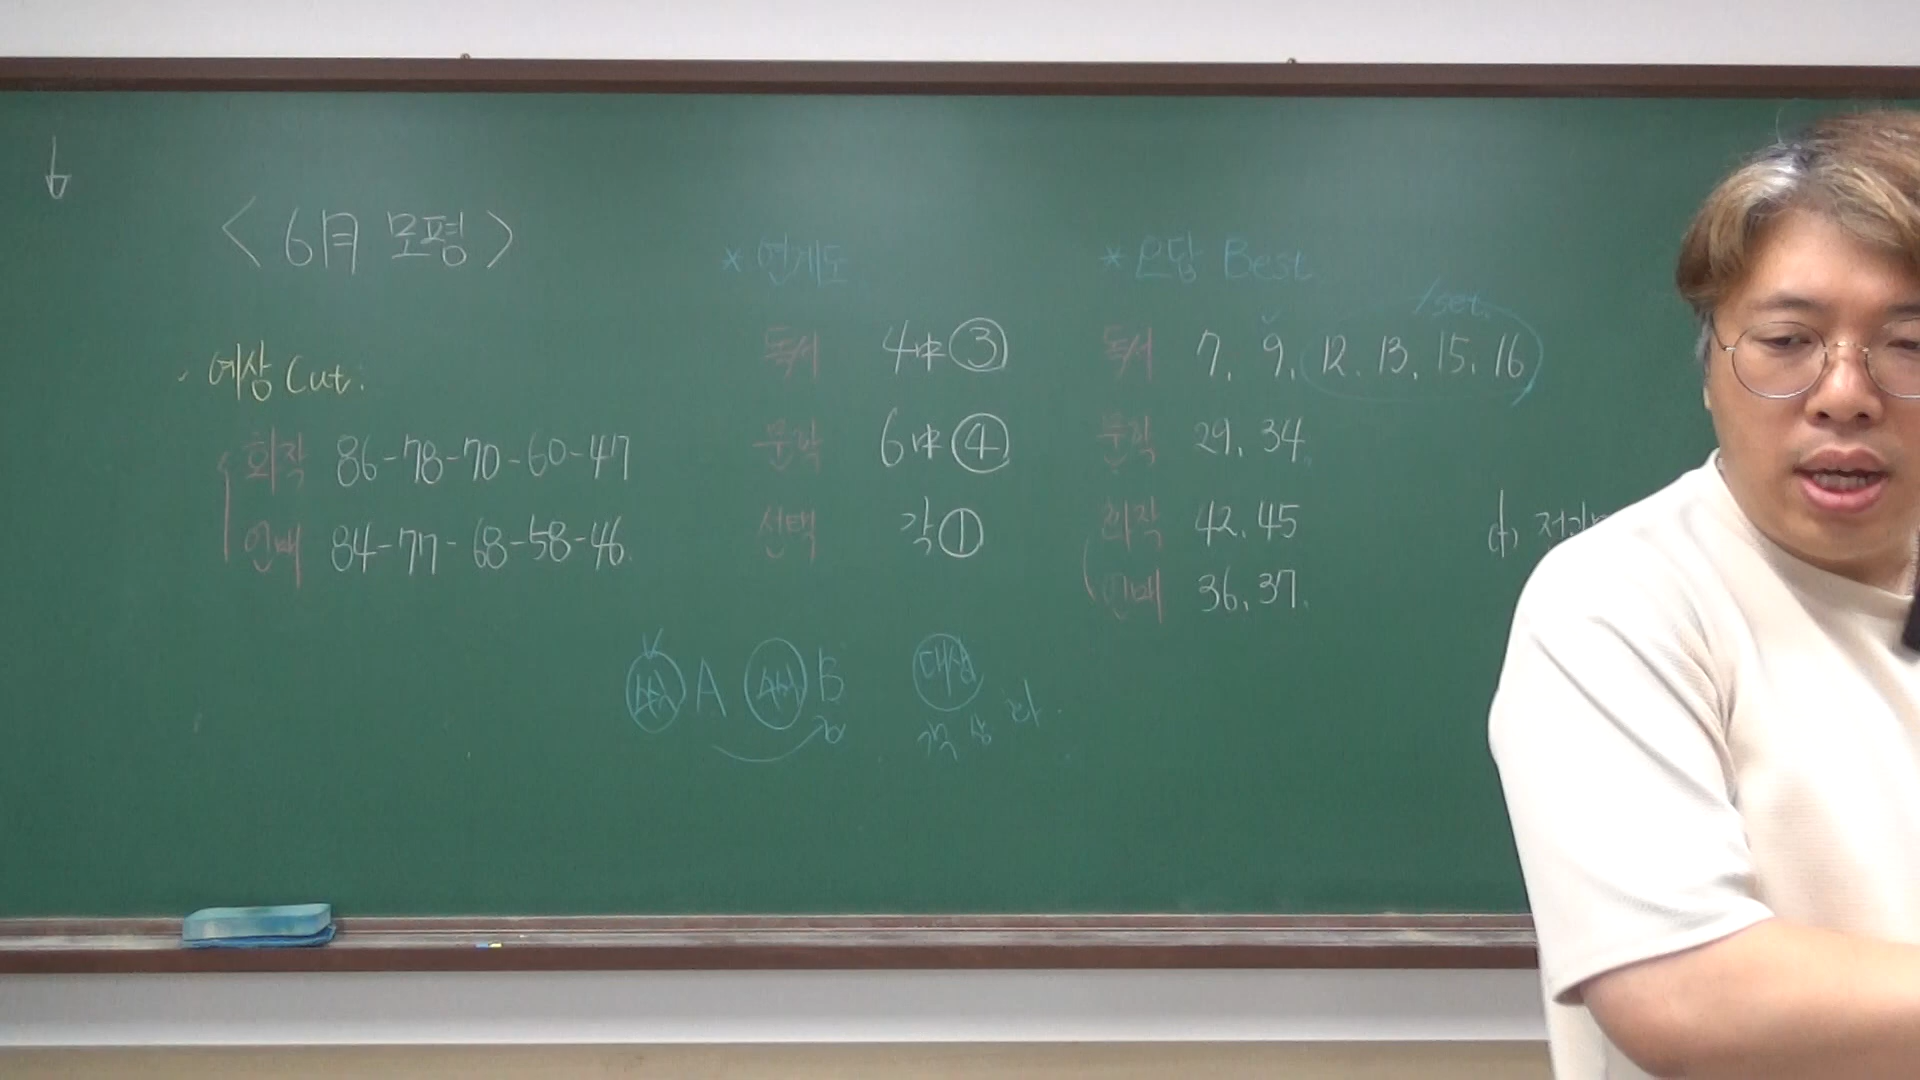 < 6月 모평 >
예상 Cut.
화작 86-78-70-60-47
언매 84-77-68-58-46.
* 연계도
독서 4中③
문학 6中④
선택 각①
* 오답 Best
/set.
독서 7. 9. 12. 13. 15. 16
문학 29. 34.
화작 42. 45
언매 36. 37.
A B 대상